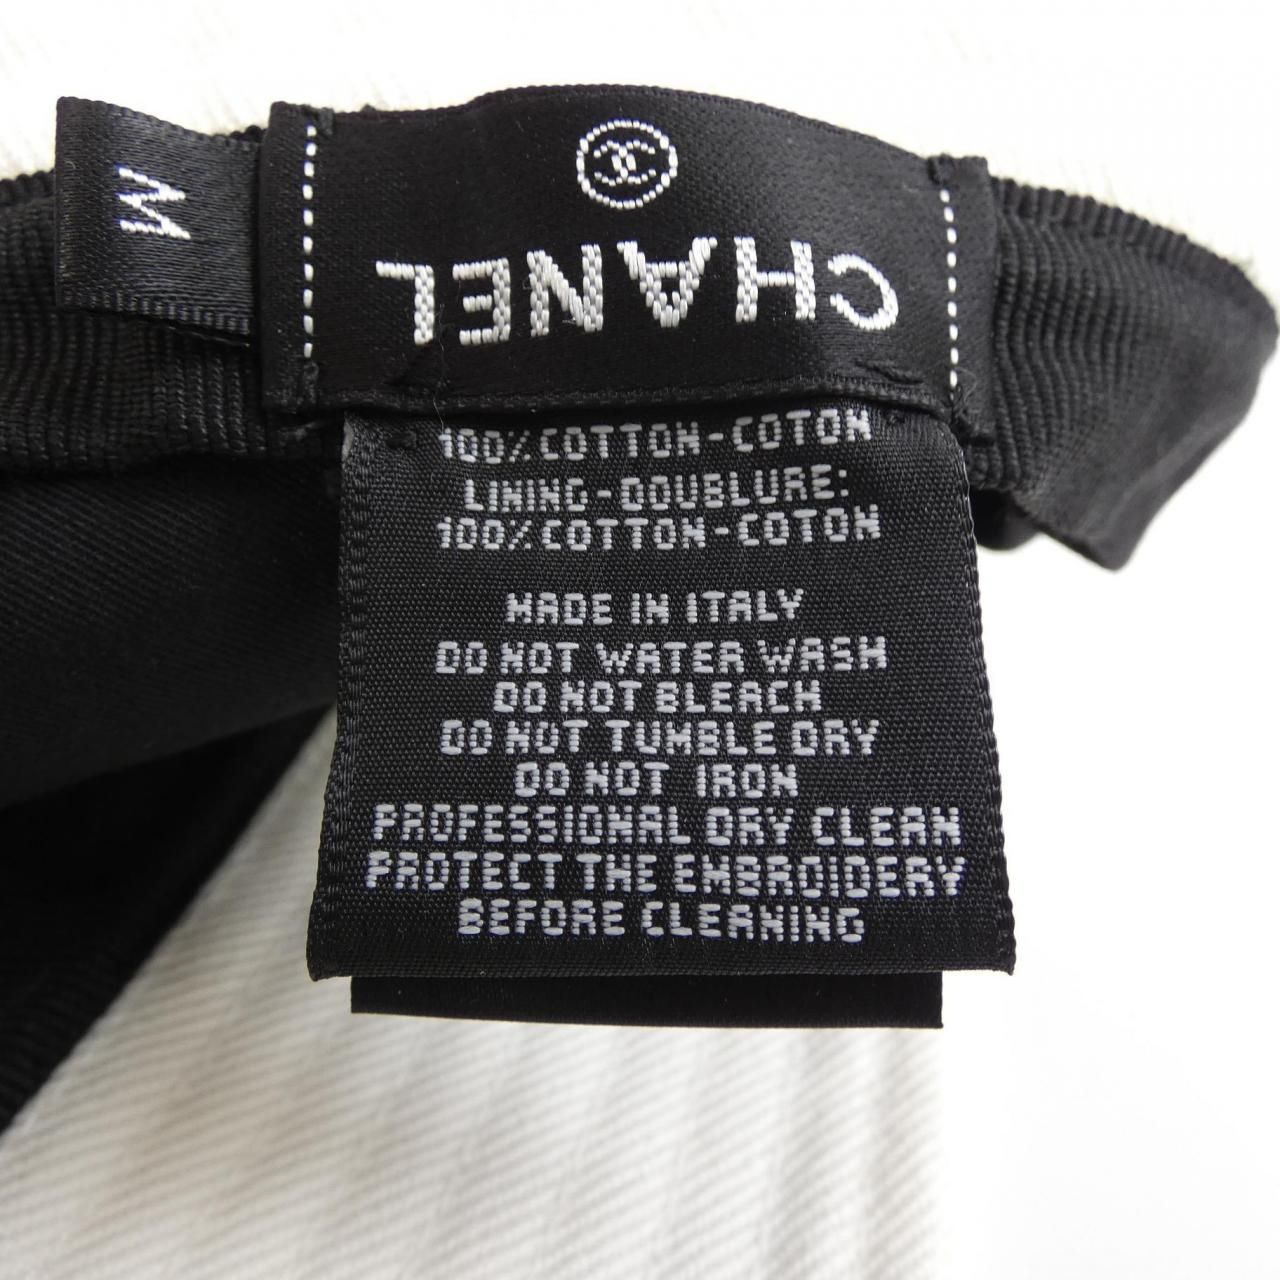 M
CHANEL
100% COTTON-COTON
LINING-DOUBLURE:
100% COTTON-COTON
MADE IN ITALY
DO NOT WATER WASH
DO NOT BLEACH
DO NOT TUMBLE DRY
DO NOT IRON
PROFESSIONAL DRY CLEAN
PROTECT THE EMBROIDERY
BEFORE CLEANING